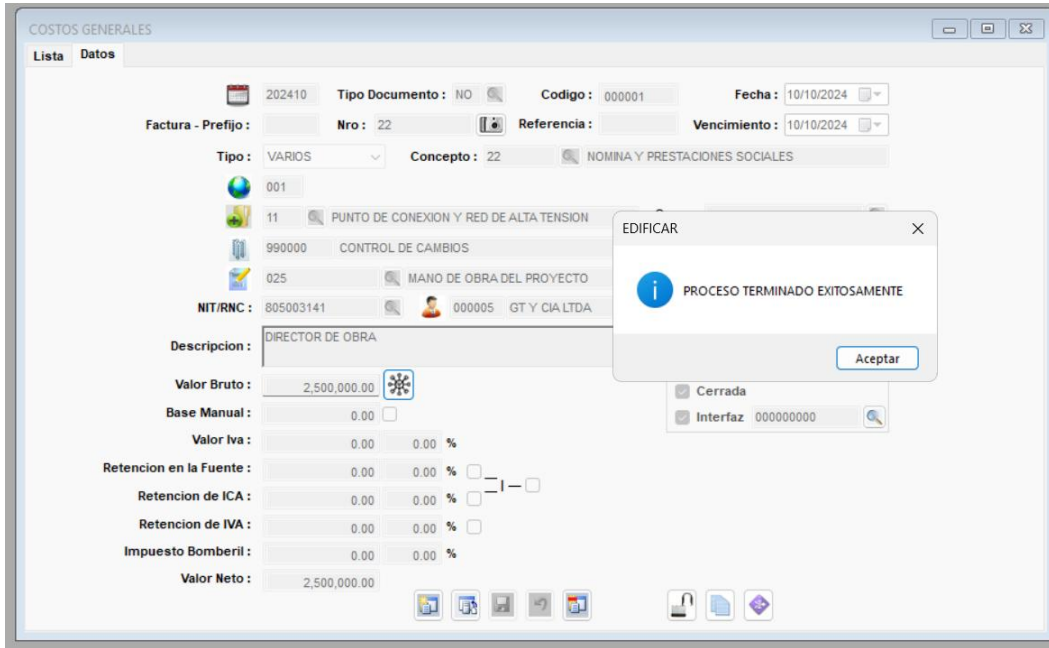 COSTOS GENERALES
Lista Datos
202410 Tipo Documento : NO Codigo : 000001 Fecha : 10/10/2024
Factura - Prefijo : Nro : 22 Referencia : Vencimiento : 10/10/2024
Tipo : VARIOS Concepto : 22 NOMINA Y PRESTACIONES SOCIALES
001
11 PUNTO DE CONEXION Y RED DE ALTA TENSION
990000 CONTROL DE CAMBIOS
025 MANO DE OBRA DEL PROYECTO
NIT/RNC : 805003141 000005 GT Y CIA LTDA
Descripcion : DIRECTOR DE OBRA
EDIFICAR
PROCESO TERMINADO EXITOSAMENTE
Aceptar
Valor Bruto : 2,500,000.00
Cerrada
Base Manual : 0.00
Interfaz 000000000
Valor Iva : 0.00 0.00 %
Retencion en la Fuente : 0.00 0.00 %
Retencion de ICA : 0.00 0.00 %
Retencion de IVA : 0.00 0.00 %
Impuesto Bomberil : 0.00 0.00 %
Valor Neto : 2,500,000.00